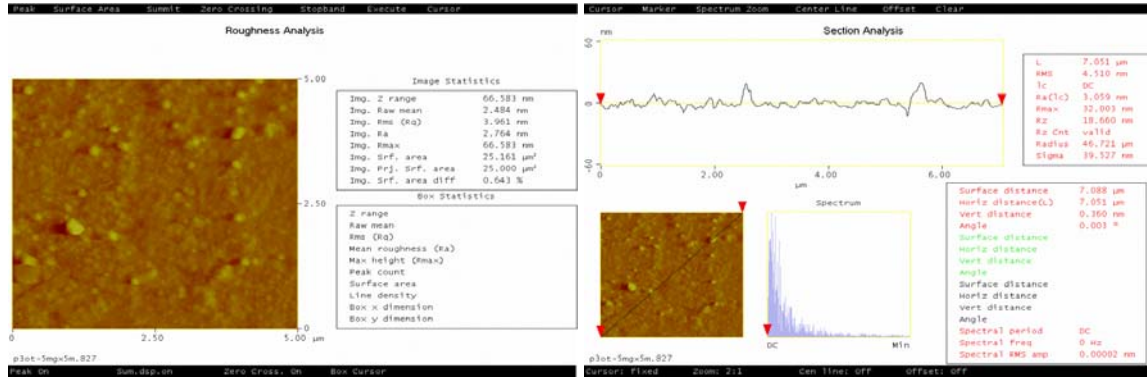 Peak Surface Area Summit Zero Crossing Stopband Execute Cursor
Roughness Analysis
5.00
2.50
0
0 2.50 5.00
µm
Image Statistics
Img. Z range 66.583 nm
Img. Raw mean 2.484 nm
Img. Rms (Rq) 3.961 nm
Img. Ra 2.764 nm
Img. Rmax 66.583 nm
Img. Srf. area 25.161 µm²
Img. Prj. Srf. area 25.000 µm²
Img. Srf. area diff 0.643 %
Box Statistics
Z range
Raw mean
Rms (Rq)
Mean roughness (Ra)
Max height (Rmax)
Peak count
Surface area
Line density
Box x dimension
Box y dimension
p3ot-5mg×5m.827
Peak On Sum.dsp.on Zero Cross. On Box Cursor
Cursor Marker Spectrum Zoom Center Line Offset Clear
Section Analysis
nm
60
0
-60
0 2.00 4.00 6.00
µm
L 7.051 µm
RMS 4.510 nm
lc DC
Ra(lc) 3.059 nm
Rmax 32.003 nm
Rz 18.660 nm
Rz Cnt valid
Radius 46.721 µm
Sigma 39.527 nm
Spectrum
DC Min
Surface distance 7.088 µm
Horiz distance(L) 7.051 µm
Vert distance 0.360 nm
Angle 0.003 °
Surface distance
Horiz distance
Vert distance
Angle
Surface distance
Horiz distance
Vert distance
Angle
Spectral period DC
Spectral freq 0 Hz
Spectral RMS amp 0.00002 nm
p3ot-5mg×5m.827
Cursor: fixed Zoom: 2:1 Cen line: Off Offset: Off